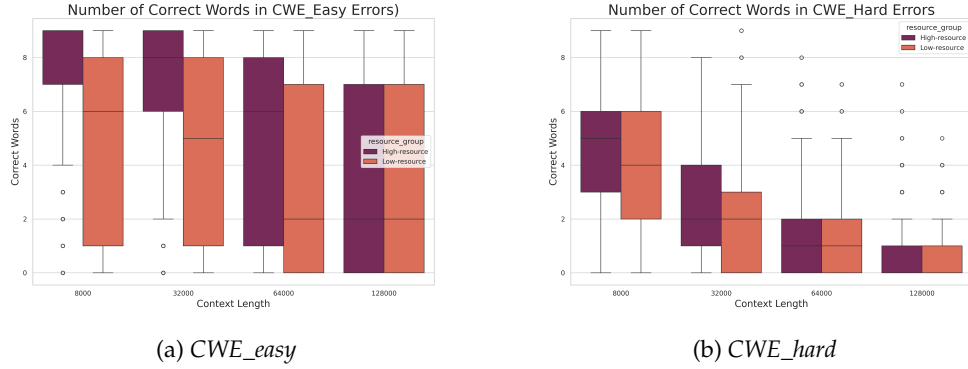 Number of Correct Words in CWE_Easy Errors)
Correct Words
8
6
4
2
0
resource_group
High-resource
Low-resource
8000
32000
64000
128000
Context Length
(a) CWE_easy
Number of Correct Words in CWE_Hard Errors
Correct Words
8
6
4
2
0
resource_group
High-resource
Low-resource
8000
32000
64000
128000
Context Length
(b) CWE_hard